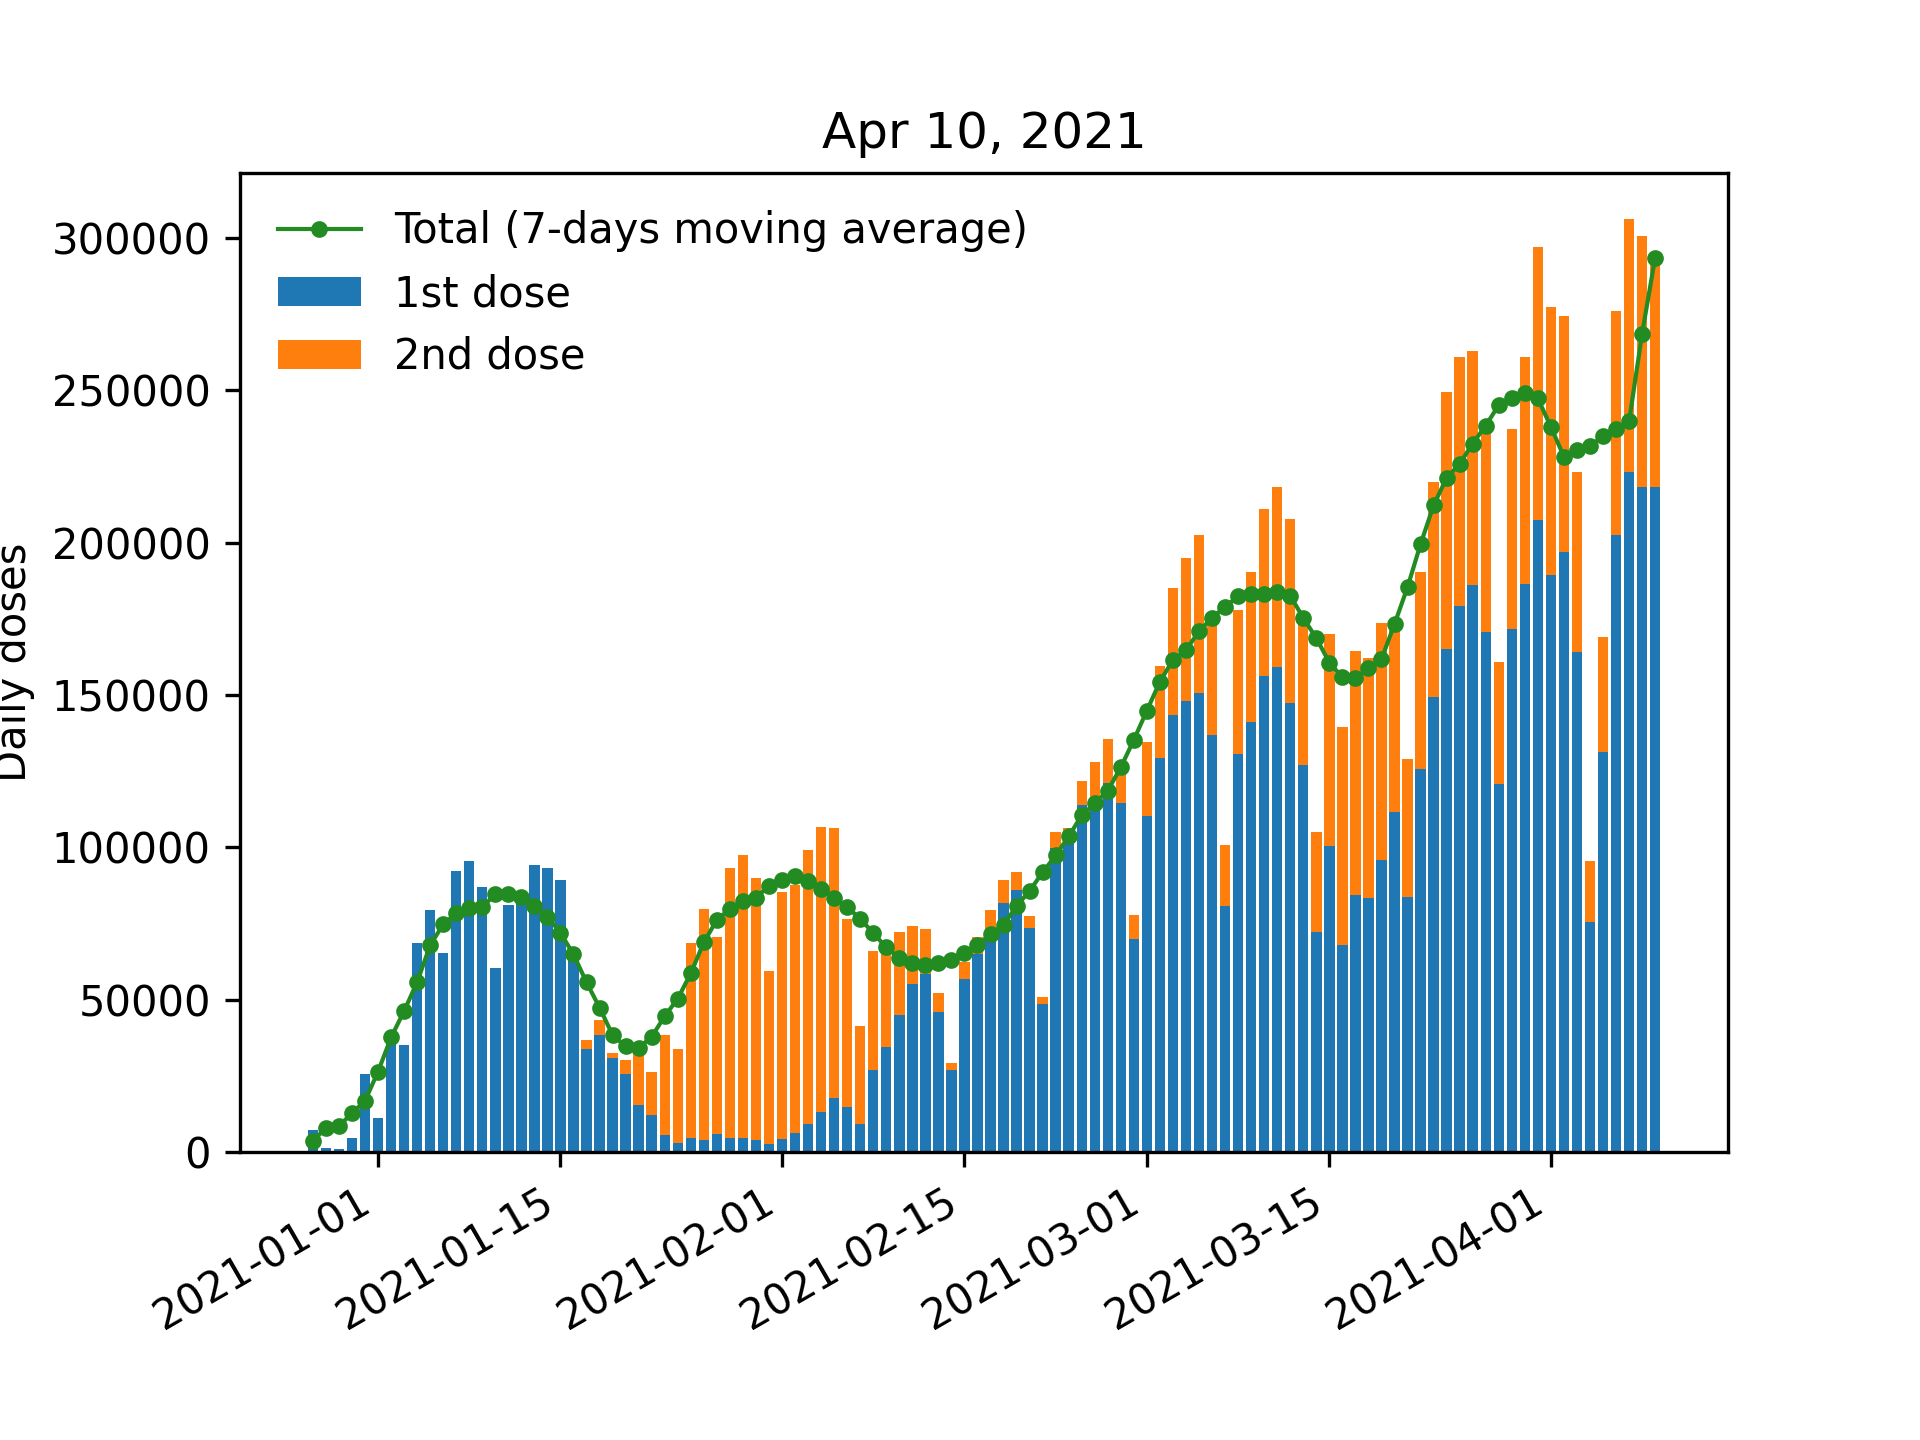 Apr 10, 2021
Total (7-days moving average)
1st dose
2nd dose
Daily doses
300000
250000
200000
150000
100000
50000
0
2021-01-01
2021-01-15
2021-02-01
2021-02-15
2021-03-01
2021-03-15
2021-04-01